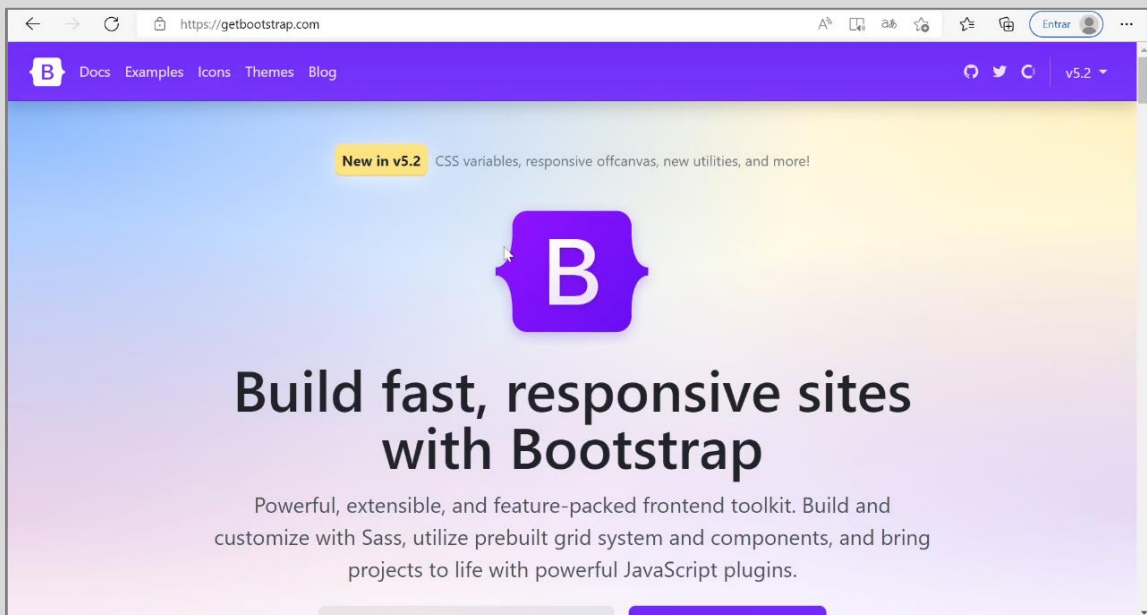 https://getbootstrap.com
Entrar
B Docs Examples Icons Themes Blog
v5.2
New in v5.2 CSS variables, responsive offcanvas, new utilities, and more!
B
Build fast, responsive sites
with Bootstrap
Powerful, extensible, and feature-packed frontend toolkit. Build and
customize with Sass, utilize prebuilt grid system and components, and bring
projects to life with powerful JavaScript plugins.